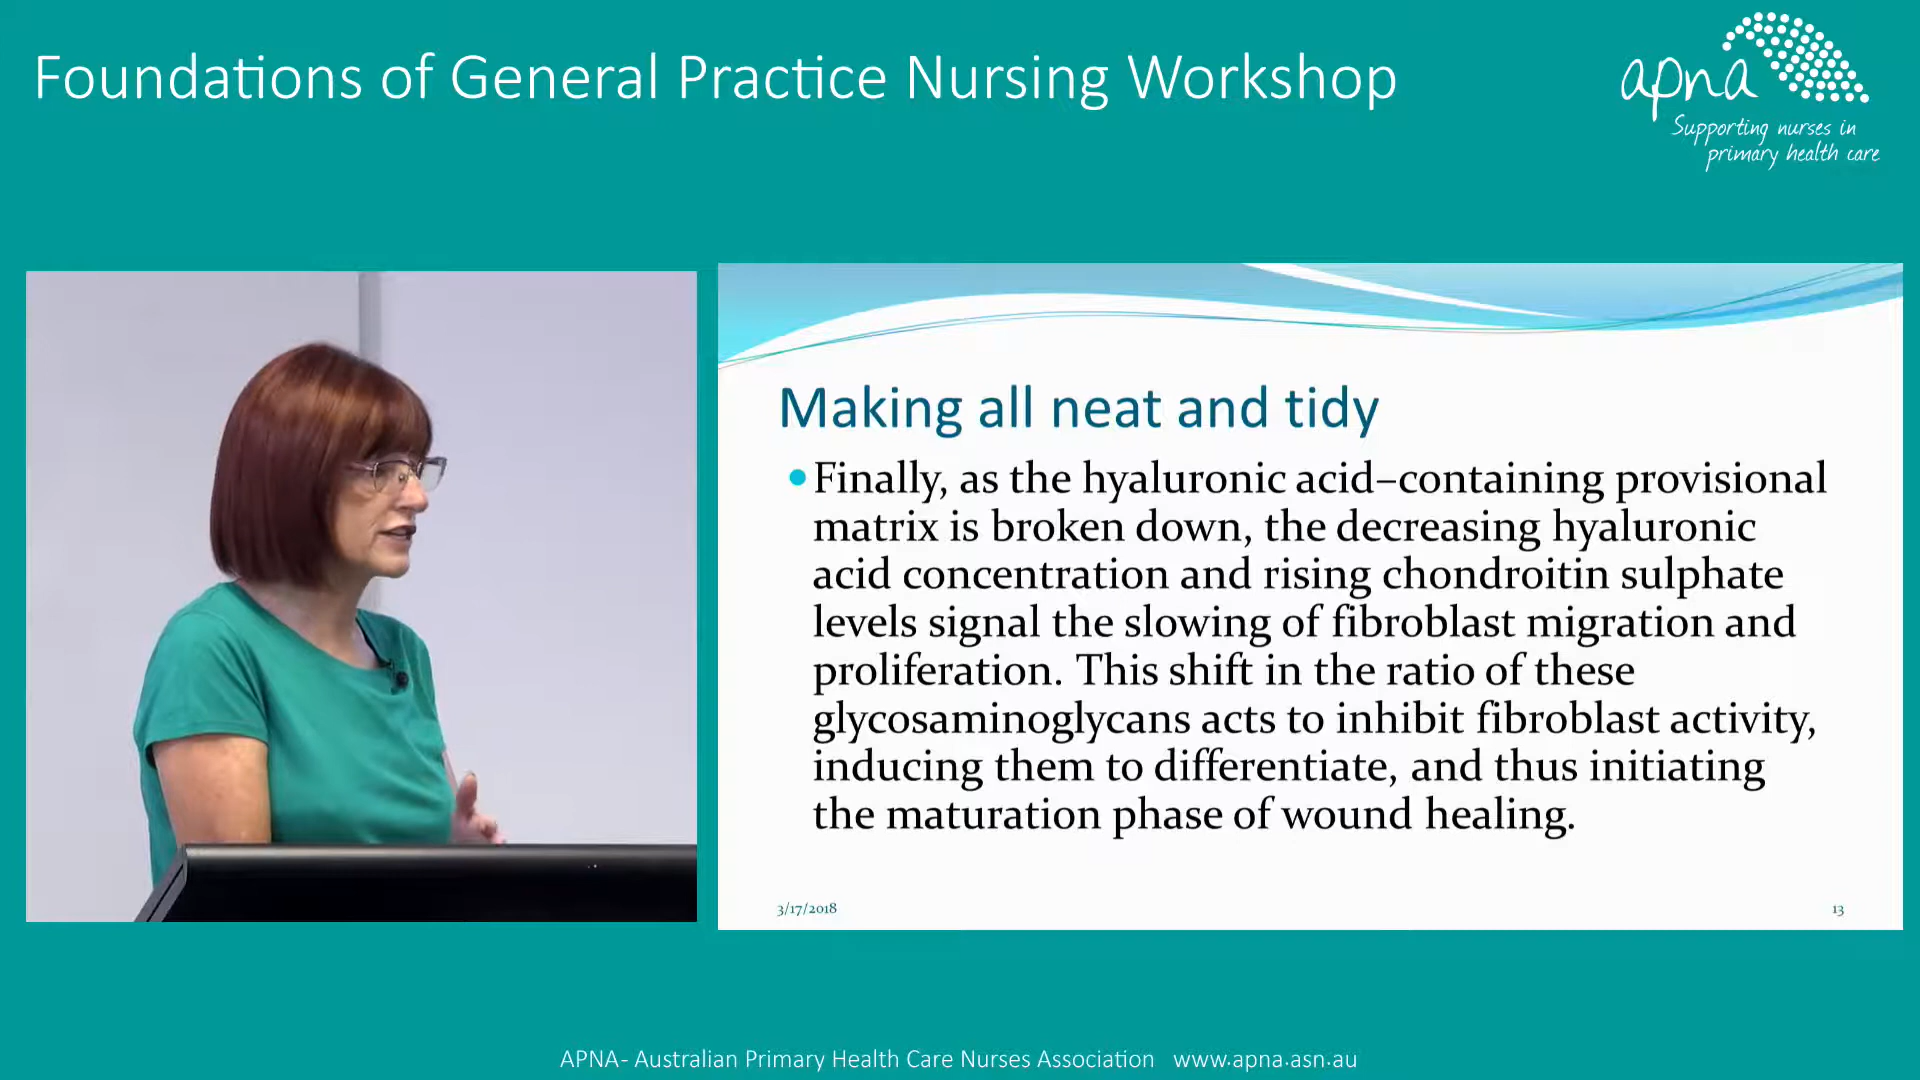 Foundations of General Practice Nursing Workshop
apna
Supporting nurses in
primary health care
Making all neat and tidy
•Finally, as the hyaluronic acid–containing provisional
matrix is broken down, the decreasing hyaluronic
acid concentration and rising chondroitin sulphate
levels signal the slowing of fibroblast migration and
proliferation. This shift in the ratio of these
glycosaminoglycans acts to inhibit fibroblast activity,
inducing them to differentiate, and thus initiating
the maturation phase of wound healing.
3/17/2018
13
APNA- Australian Primary Health Care Nurses Association www.apna.asn.au